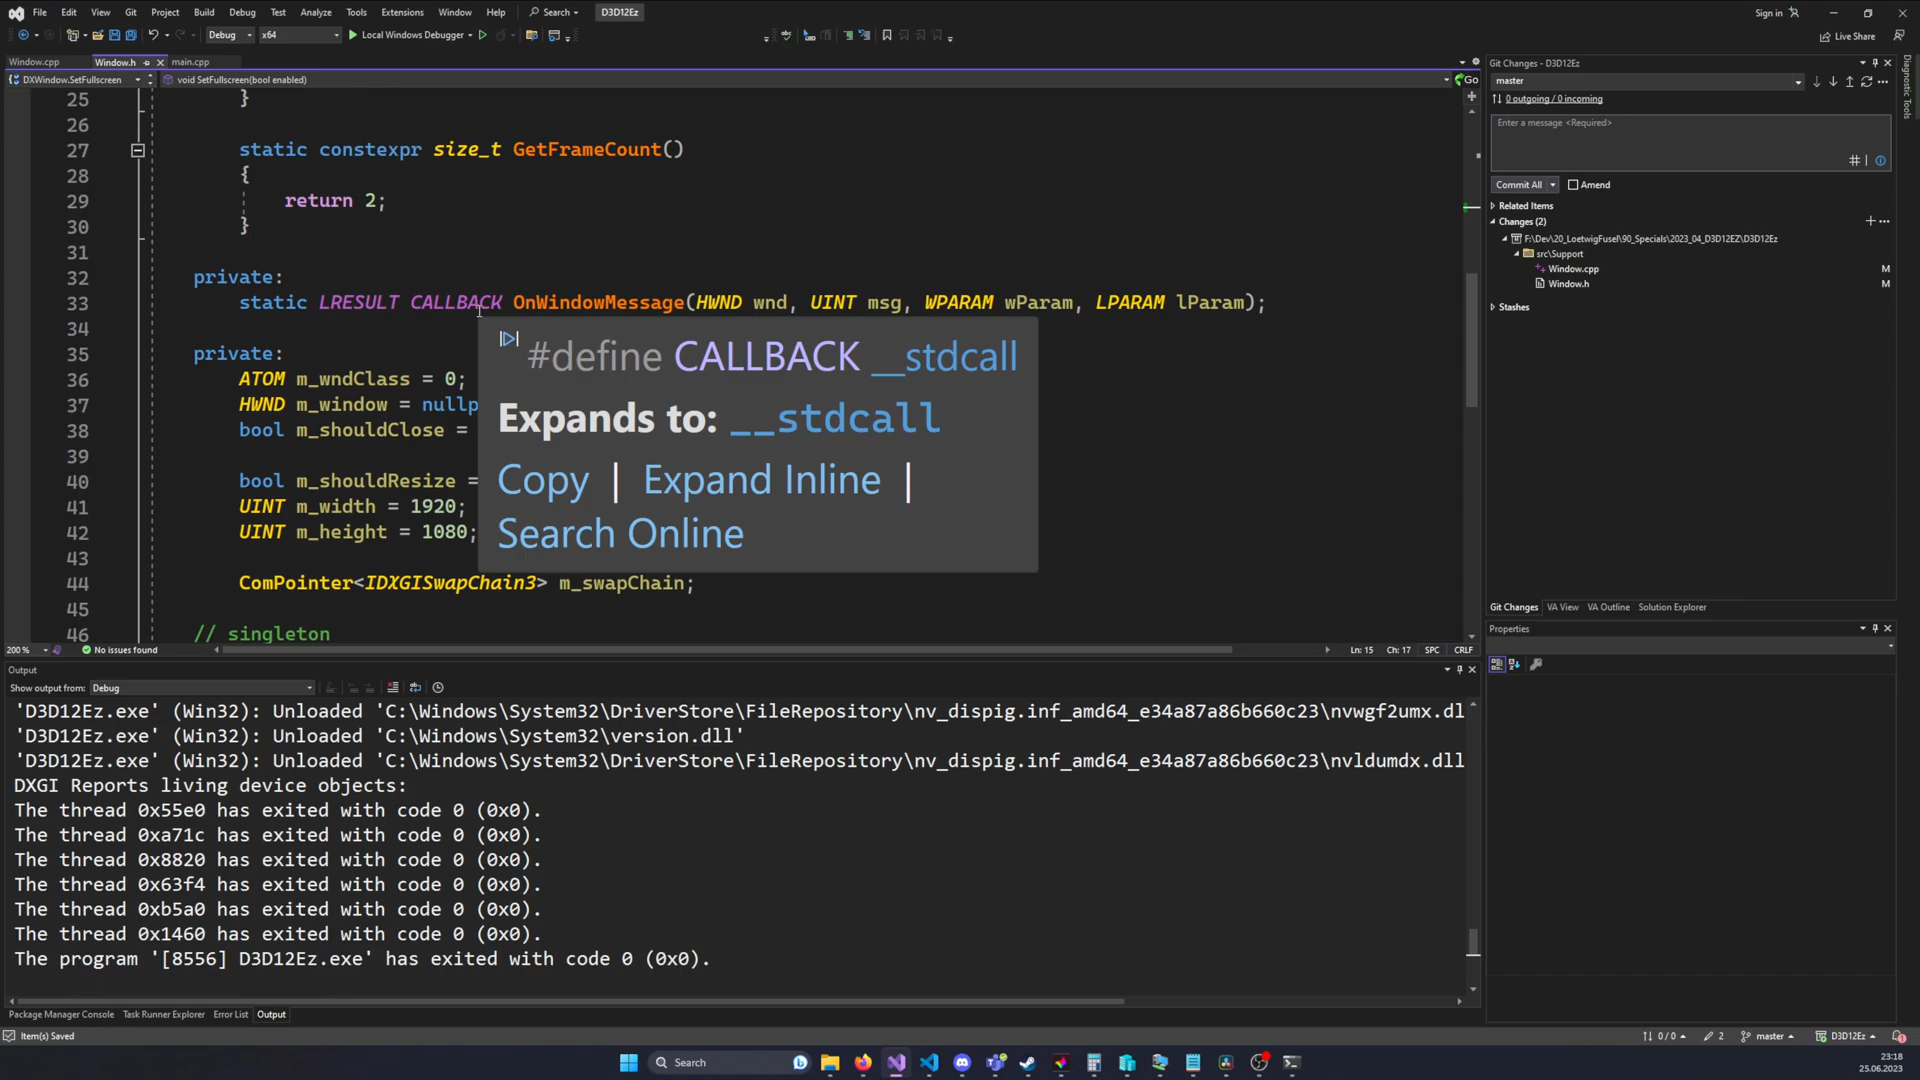 File Edit View Git Project Build Debug Test Analyze Tools Extensions Window Help Search D3D12Ez Sign in
Debug x64 Local Windows Debugger Live Share
Window.cpp Window.h main.cpp
DXWindow.SetFullscreen void SetFullscreen(bool enabled) Go
25 }
26
27 static constexpr size_t GetFrameCount()
28 {
29 return 2;
30 }
31
32 private:
33 static LRESULT CALLBACK OnWindowMessage(HWND wnd, UINT msg, WPARAM wParam, LPARAM lParam);
34
35 private:
36 ATOM m_wndClass = 0;
37 HWND m_window = nullp
38 bool m_shouldClose =
39
40 bool m_shouldResize =
41 UINT m_width = 1920;
42 UINT m_height = 1080;
43
44 ComPointer<IDXGISwapChain3> m_swapChain;
45
46 // singleton
#define CALLBACK __stdcall
Expands to: __stdcall
Copy | Expand Inline |
Search Online
200 % No issues found Ln: 15 Ch: 17 SPC CRLF
Output
Show output from: Debug
'D3D12Ez.exe' (Win32): Unloaded 'C:\Windows\System32\DriverStore\FileRepository\nv_dispig.inf_amd64_e34a87a86b660c23\nvwgf2umx.dl
'D3D12Ez.exe' (Win32): Unloaded 'C:\Windows\System32\version.dll'
'D3D12Ez.exe' (Win32): Unloaded 'C:\Windows\System32\DriverStore\FileRepository\nv_dispig.inf_amd64_e34a87a86b660c23\nvldumdx.dll
DXGI Reports living device objects:
The thread 0x55e0 has exited with code 0 (0x0).
The thread 0xa71c has exited with code 0 (0x0).
The thread 0x8820 has exited with code 0 (0x0).
The thread 0x63f4 has exited with code 0 (0x0).
The thread 0xb5a0 has exited with code 0 (0x0).
The thread 0x1460 has exited with code 0 (0x0).
The program '[8556] D3D12Ez.exe' has exited with code 0 (0x0).
Package Manager Console Task Runner Explorer Error List Output
Git Changes - D3D12Ez
master
0 outgoing / 0 incoming
Enter a message <Required>
Commit All Amend
Related Items
Changes (2)
F:\Dev\20_LoetwigFusel\90_Specials\2023_04_D3D12EZ\D3D12Ez
src\Support
Window.cpp M
Window.h M
Stashes
Git Changes VA View VA Outline Solution Explorer
Properties
Diagnostic Tools
Item(s) Saved 0 / 0 2 master D3D12Ez 1
Search 23:18
25.06.2023